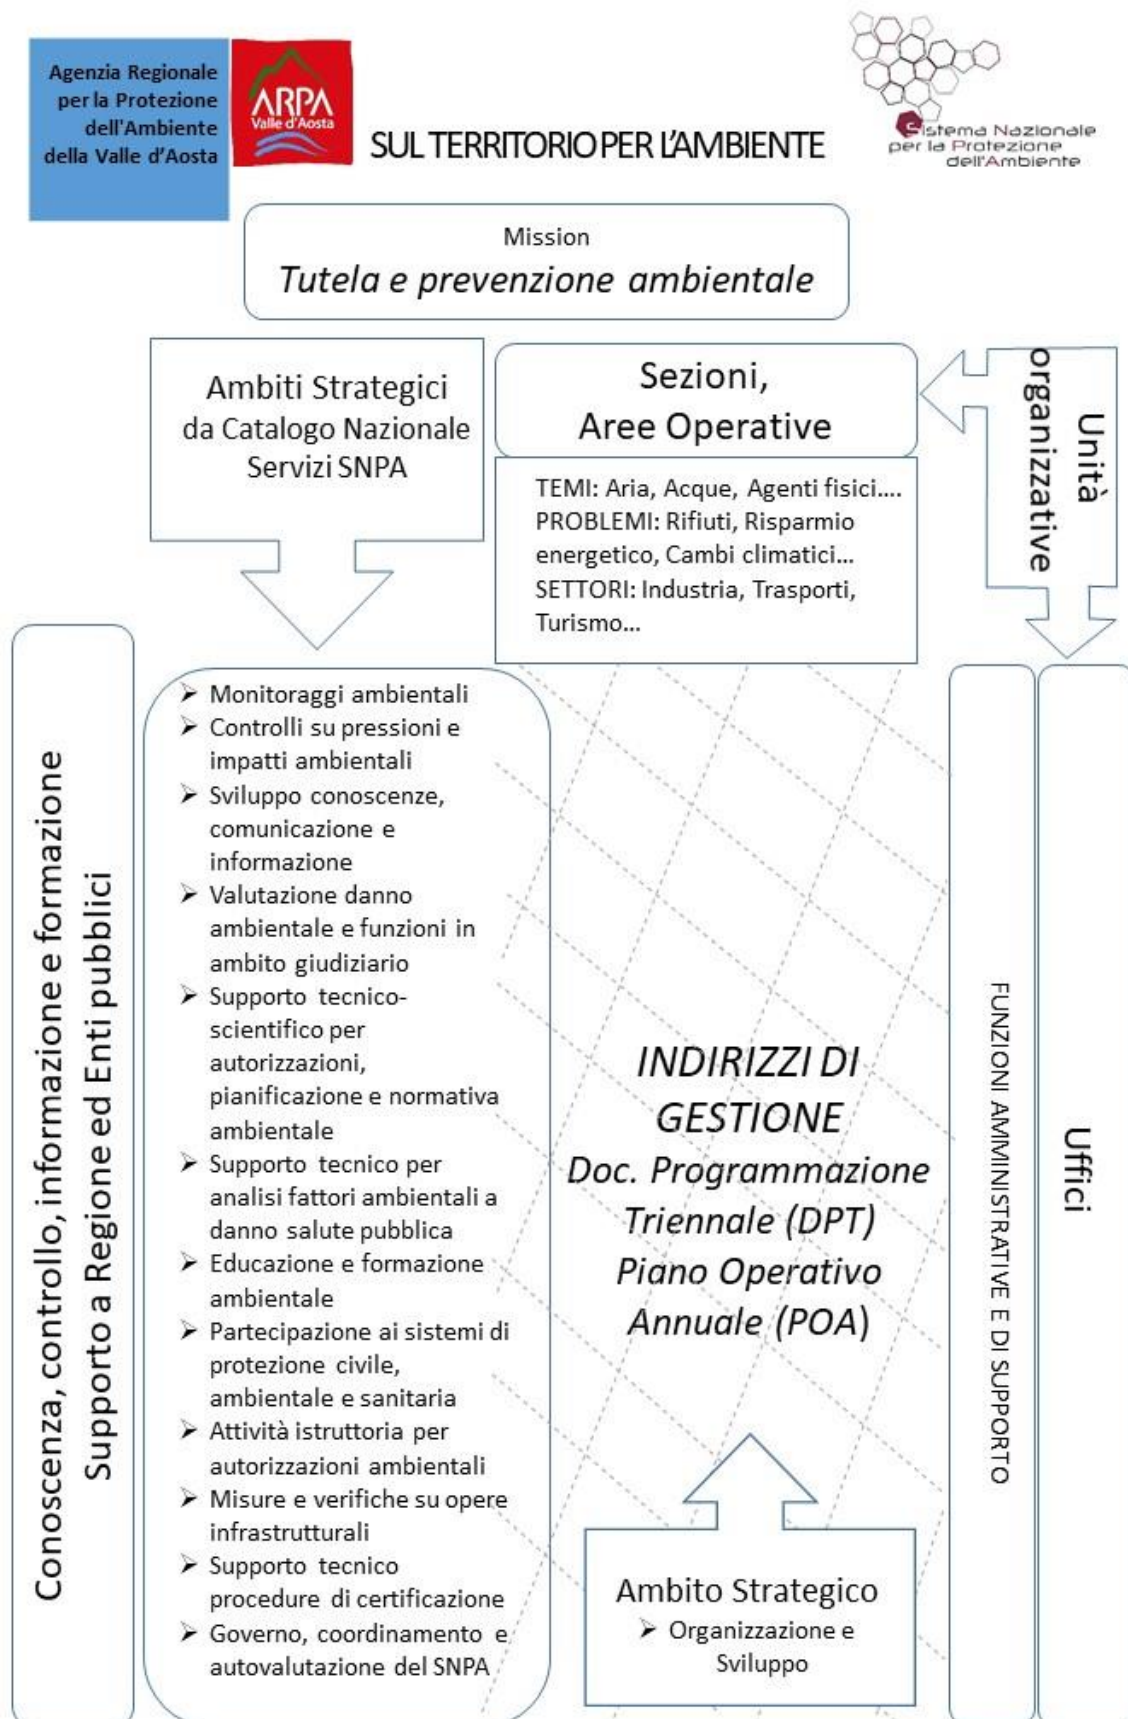 Agenzia Regionale
per la Protezione
dell'Ambiente
della Valle d'Aosta
ARPA
Valle d'Aosta
SUL TERRITORIO PER L'AMBIENTE
Sistema Nazionale
per la Protezione
dell'Ambiente
Mission
Tutela e prevenzione ambientale
Ambiti Strategici
da Catalogo Nazionale
Servizi SNPA
Sezioni,
Aree Operative
TEMI: Aria, Acque, Agenti fisici....
PROBLEMI: Rifiuti, Risparmio
energetico, Cambi climatici...
SETTORI: Industria, Trasporti,
Turismo...
Unità
organizzative
Conoscenza, controllo, informazione e formazione
Supporto a Regione ed Enti pubblici
➢ Monitoraggi ambientali
➢ Controlli su pressioni e
impatti ambientali
➢ Sviluppo conoscenze,
comunicazione e
informazione
➢ Valutazione danno
ambientale e funzioni in
ambito giudiziario
➢ Supporto tecnico-
scientifico per
autorizzazioni,
pianificazione e normativa
ambientale
➢ Supporto tecnico per
analisi fattori ambientali a
danno salute pubblica
➢ Educazione e formazione
ambientale
➢ Partecipazione ai sistemi di
protezione civile,
ambientale e sanitaria
➢ Attività istruttoria per
autorizzazioni ambientali
➢ Misure e verifiche su opere
infrastrutturali
➢ Supporto tecnico
procedure di certificazione
➢ Governo, coordinamento e
autovalutazione del SNPA
INDIRIZZI DI
GESTIONE
Doc. Programmazione
Triennale (DPT)
Piano Operativo
Annuale (POA)
Ambito Strategico
➢ Organizzazione e
Sviluppo
FUNZIONI AMMINISTRATIVE E DI SUPPORTO
Uffici